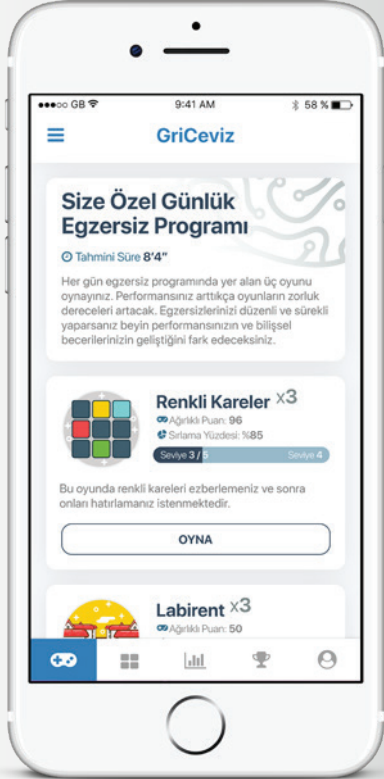 GB
9:41 AM
58 %
GriCeviz
Size Özel Günlük
Egzersiz Programı
Tahmini Süre 8'4"
Her gün egzersiz programında yer alan üç oyunu
oynayınız. Performansınız arttıkça oyunların zorluk
dereceleri artacak. Egzersizlerinizi düzenli ve sürekli
yaparsanız beyin performansınızın ve bilişsel
becerilerinizin geliştiğini fark edeceksiniz.
Renkli Kareler x3
Ağırlıklı Puan: 96
Sırlama Yüzdesi: %85
Seviye 3 / 5
Seviye 4
Bu oyunda renkli kareleri ezberlemeniz ve sonra
onları hatırlamanız istenmektedir.
OYNA
Labirent x3
Ağırlıklı Puan: 50